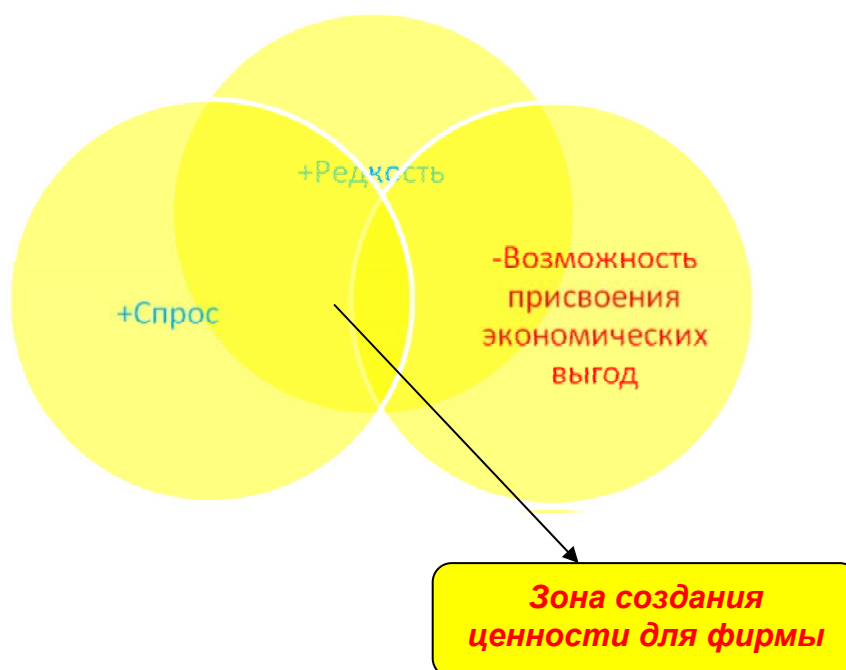 +Редкость
+Спрос
-Возможность
присвоения
экономических
выгод
Зона создания
ценности для фирмы